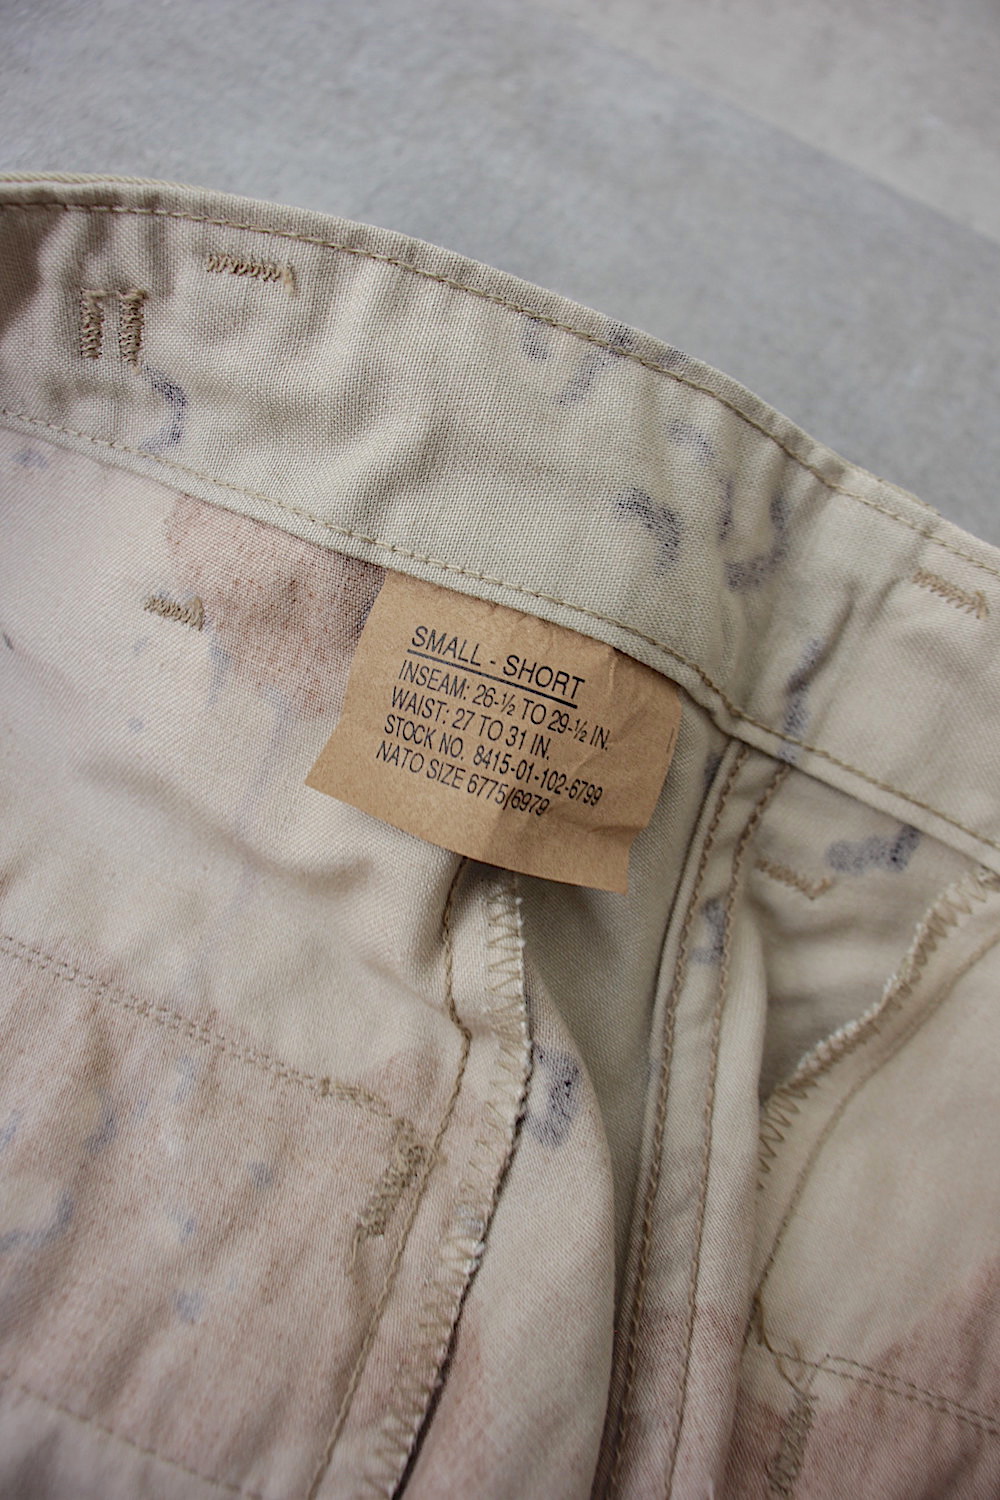 SMALL - SHORT
INSEAM: 26-½ TO 29-½ IN.
WAIST: 27 TO 31 IN.
STOCK NO. 8415-01-102-6799
NATO SIZE 6775/6979